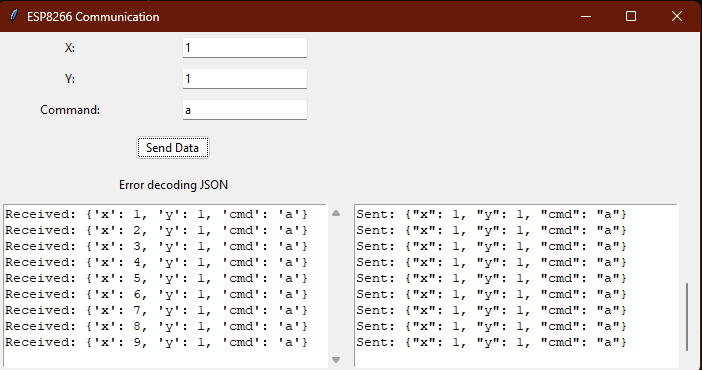 ESP8266 Communication
X: 1
Y: 1
Command: a
Send Data
Error decoding JSON
Received: {'x': 1, 'y': 1, 'cmd': 'a'}
Received: {'x': 2, 'y': 1, 'cmd': 'a'}
Received: {'x': 3, 'y': 1, 'cmd': 'a'}
Received: {'x': 4, 'y': 1, 'cmd': 'a'}
Received: {'x': 5, 'y': 1, 'cmd': 'a'}
Received: {'x': 6, 'y': 1, 'cmd': 'a'}
Received: {'x': 7, 'y': 1, 'cmd': 'a'}
Received: {'x': 8, 'y': 1, 'cmd': 'a'}
Received: {'x': 9, 'y': 1, 'cmd': 'a'}
Sent: {"x": 1, "y": 1, "cmd": "a"}
Sent: {"x": 1, "y": 1, "cmd": "a"}
Sent: {"x": 1, "y": 1, "cmd": "a"}
Sent: {"x": 1, "y": 1, "cmd": "a"}
Sent: {"x": 1, "y": 1, "cmd": "a"}
Sent: {"x": 1, "y": 1, "cmd": "a"}
Sent: {"x": 1, "y": 1, "cmd": "a"}
Sent: {"x": 1, "y": 1, "cmd": "a"}
Sent: {"x": 1, "y": 1, "cmd": "a"}